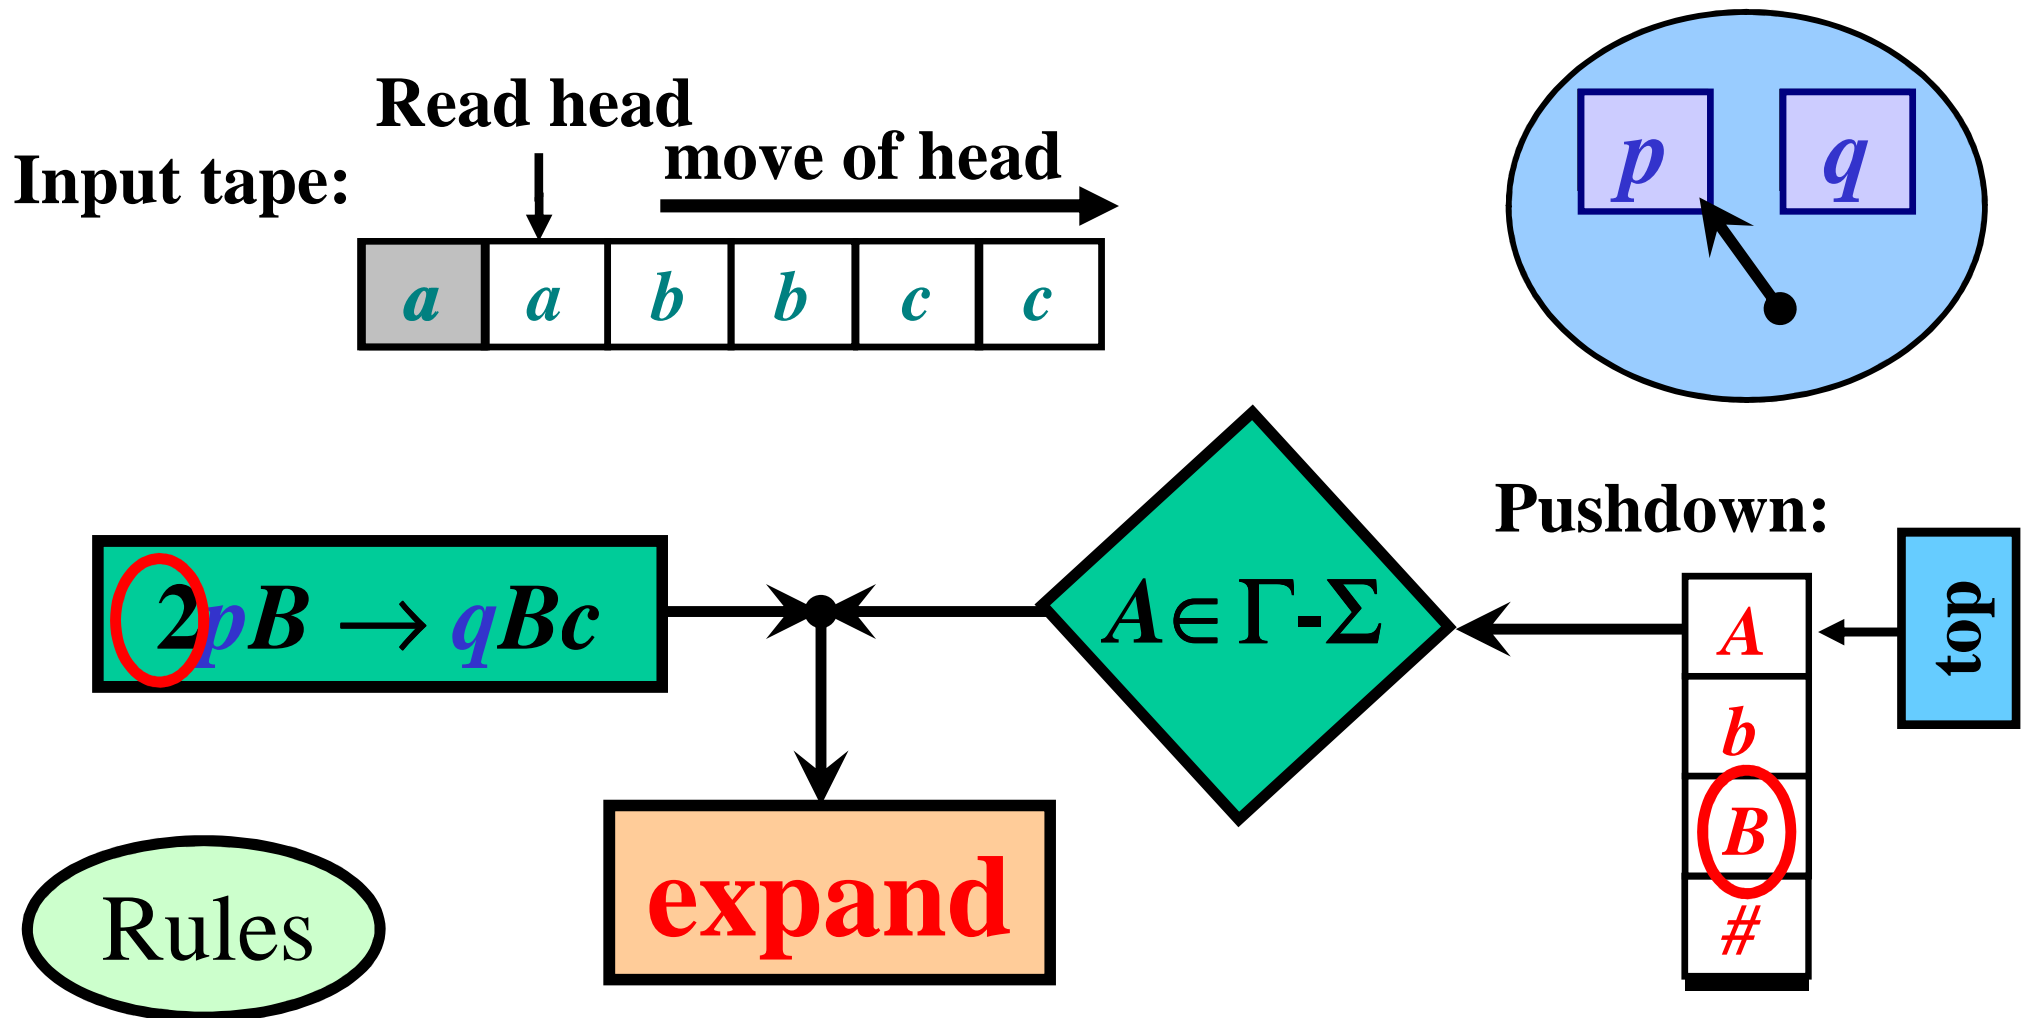 Read head
move of head
Input tape:
a a b b c c
p q
2pB → qBc
A∈Γ-Σ
Pushdown:
top
A
b
B
#
expand
Rules